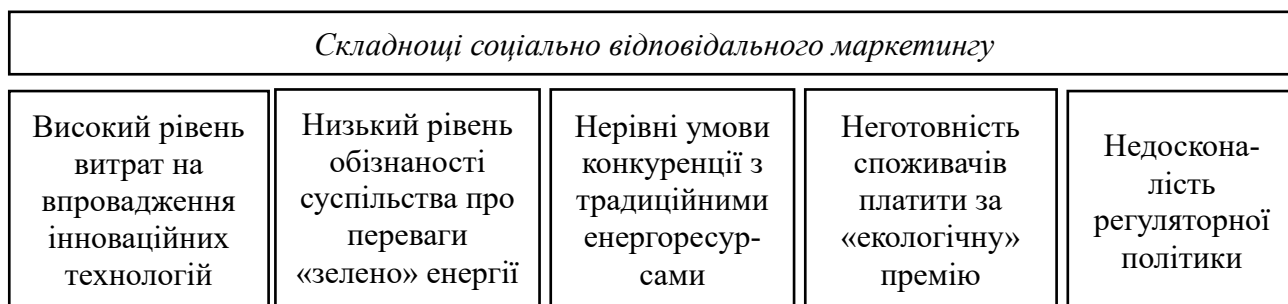 Складнощі соціально відповідального маркетингу
Високий рівень
витрат на
впровадження
інноваційних
технологій
Низький рівень
обізнаності
суспільства про
переваги
«зелено» енергії
Нерівні умови
конкуренції з
традиційними
енергоресур-
сами
Неготовність
споживачів
платити за
«екологічну»
премію
Недоскона-
лість
регуляторної
політики